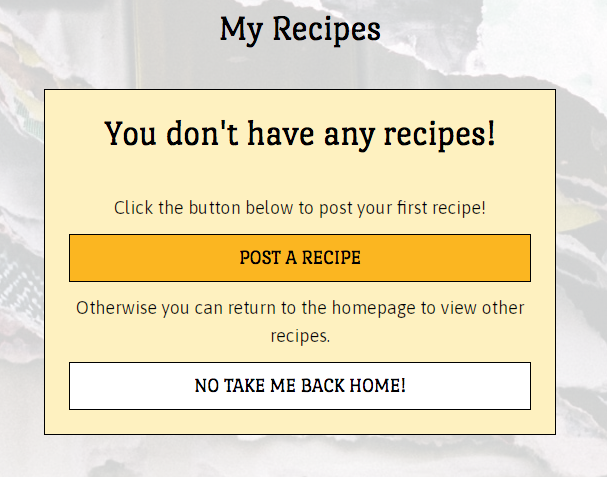 My Recipes
You don't have any recipes!
Click the button below to post your first recipe!
POST A RECIPE
Otherwise you can return to the homepage to view other
recipes.
NO TAKE ME BACK HOME!